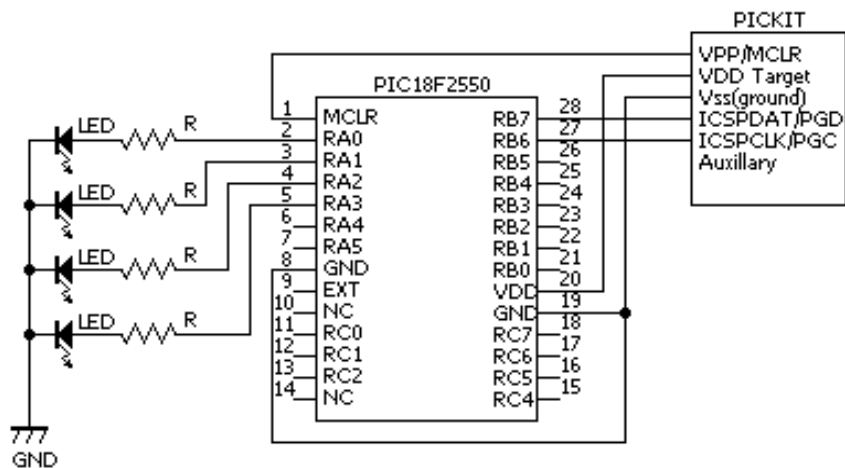 PICKIT
VPP/MCLR
VDD Target
Vss(ground)
ICSPDAT/PGD
ICSPCLK/PGC
Auxillary
PIC18F2550
1 MCLR RB7 28
2 RA0 RB6 27
3 RA1 RB5 26
4 RA2 RB4 25
5 RA3 RB3 24
6 RA4 RB2 23
7 RA5 RB1 22
8 GND RB0 21
9 EXT VDD 20
10 NC GND 19
11 RC0 RC7 18
12 RC1 RC6 17
13 RC2 RC5 16
14 NC RC4 15
LED R
LED R
LED R
LED R
GND